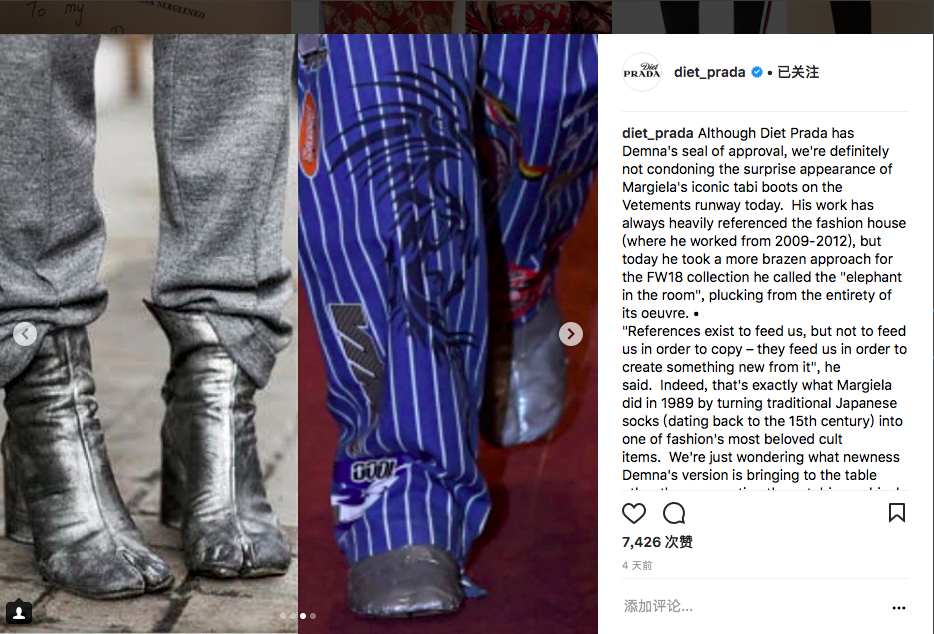 To my
SERGEENKO
1000
Diet
PRADA
diet_prada • 已关注
diet_prada Although Diet Prada has
Demna's seal of approval, we're definitely
not condoning the surprise appearance of
Margiela's iconic tabi boots on the
Vetements runway today.  His work has
always heavily referenced the fashion house
(where he worked from 2009-2012), but
today he took a more brazen approach for
the FW18 collection he called the "elephant
in the room", plucking from the entirety of
its oeuvre. •
"References exist to feed us, but not to feed
us in order to copy – they feed us in order to
create something new from it", he
said.  Indeed, that's exactly what Margiela
did in 1989 by turning traditional Japanese
socks (dating back to the 15th century) into
one of fashion's most beloved cult
items.  We're just wondering what newness
Demna's version is bringing to the table
7,426 次赞
4 天前
添加评论...